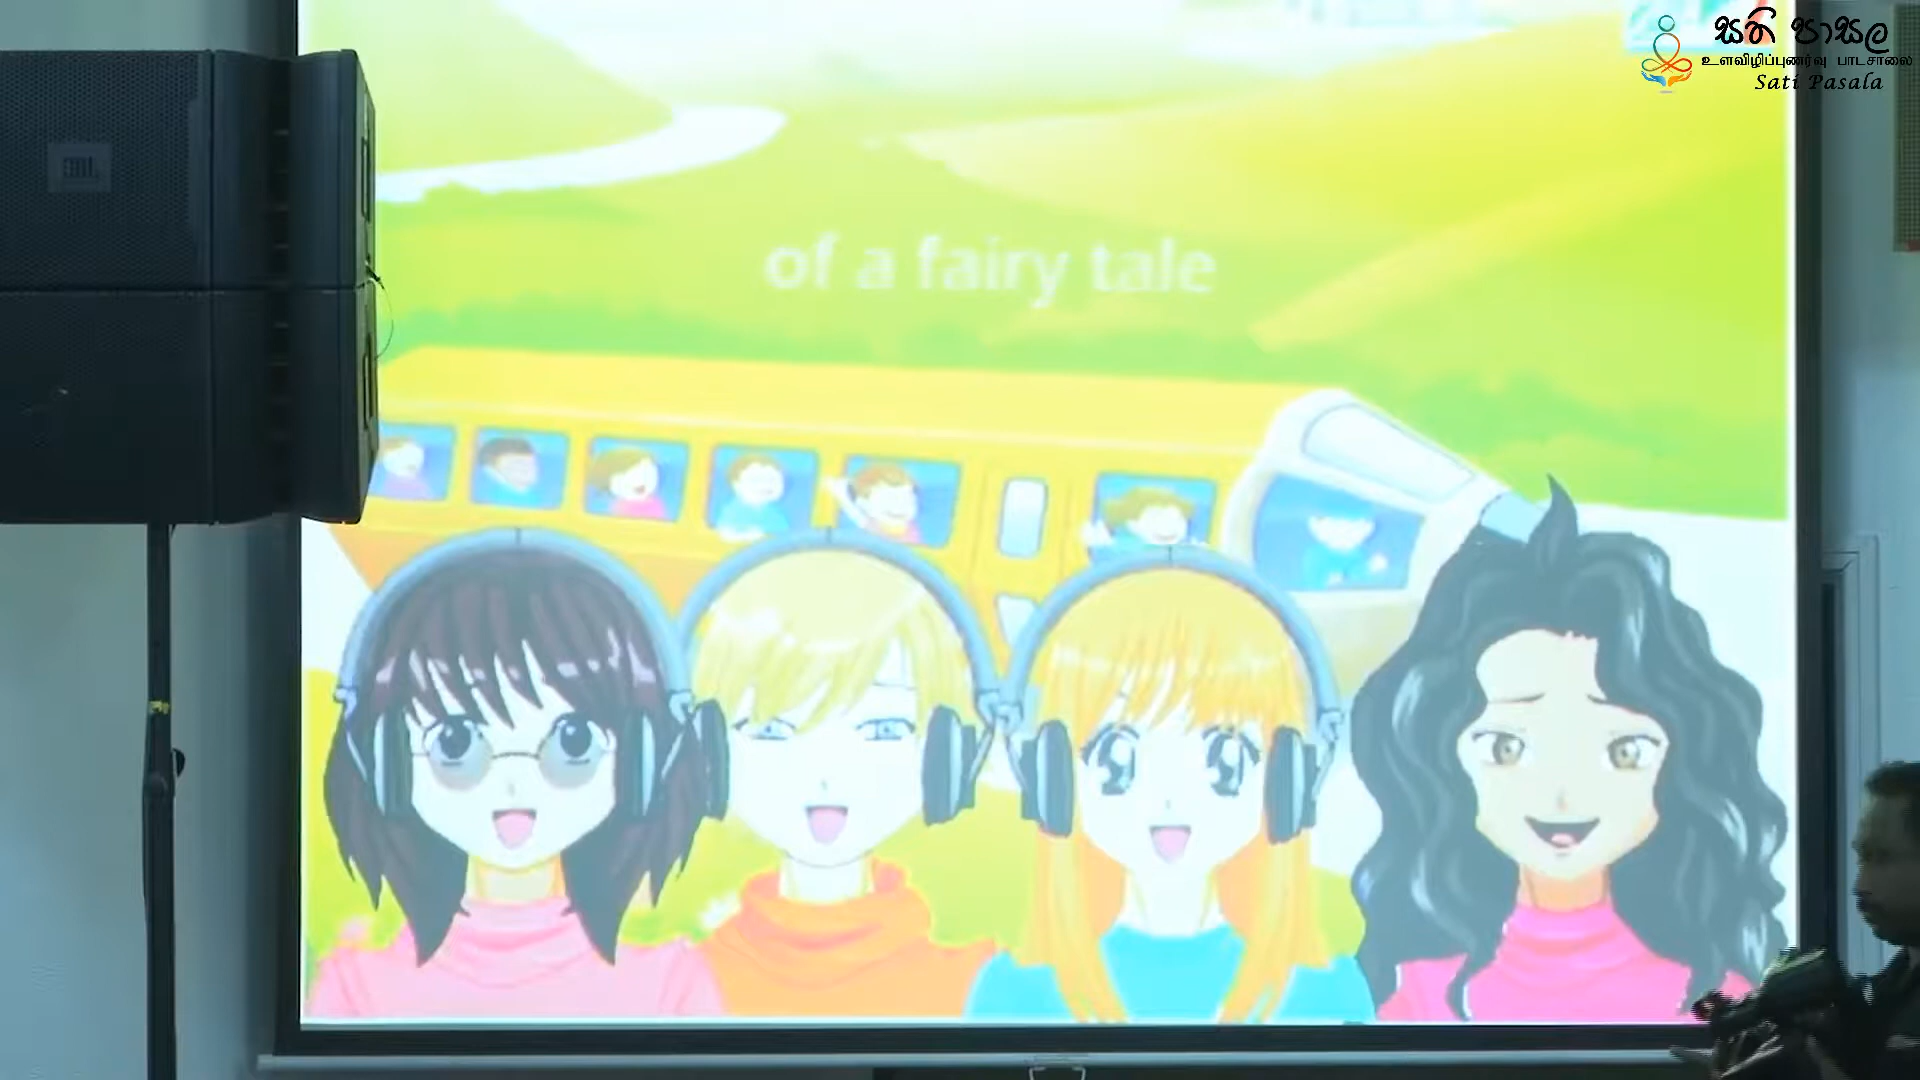 සති පාසල
உளவிழிப்புணர்வு பாடசாலை
Sati Pasala
of a fairy tale
JBL